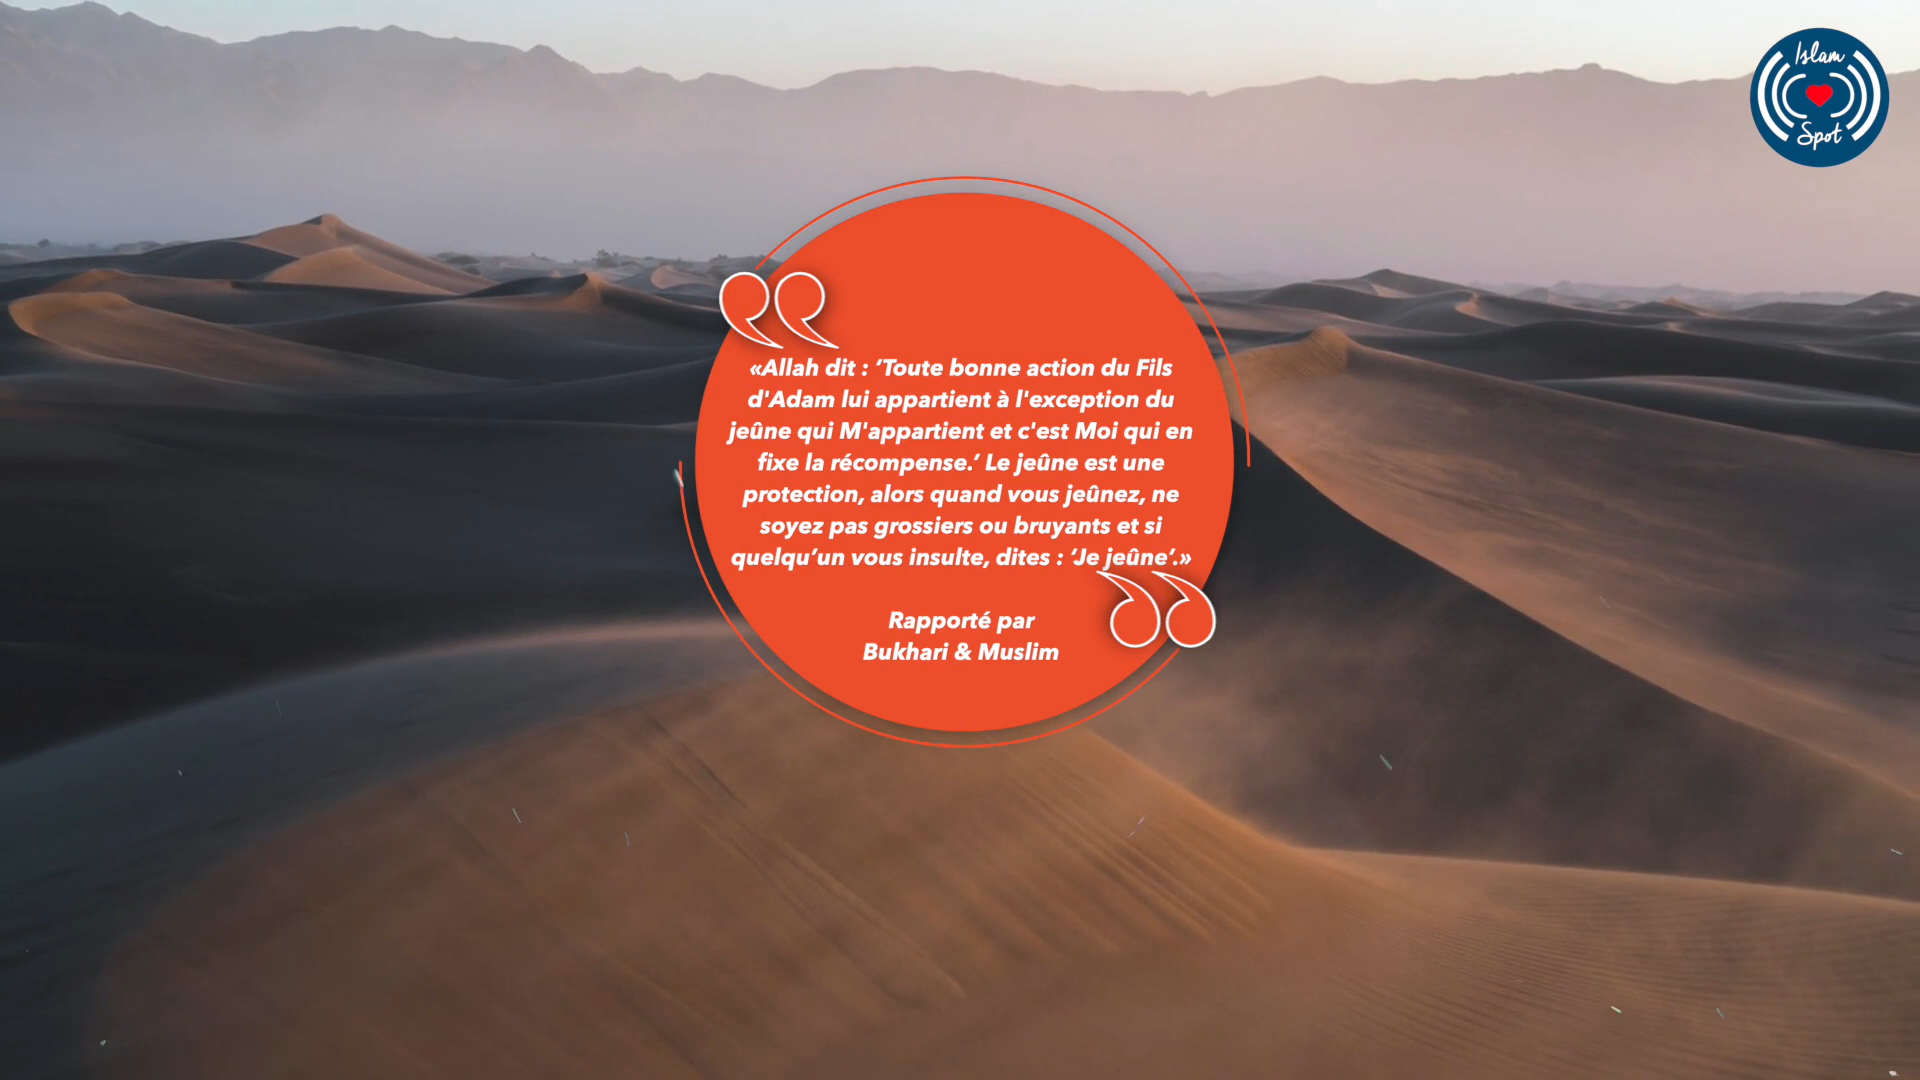 Islam
Spot
«Allah dit : ‘Toute bonne action du Fils
d'Adam lui appartient à l'exception du
jeûne qui M'appartient et c'est Moi qui en
fixe la récompense.’ Le jeûne est une
protection, alors quand vous jeûnez, ne
soyez pas grossiers ou bruyants et si
quelqu’un vous insulte, dites : ‘Je jeûne’.»
Rapporté par
Bukhari & Muslim